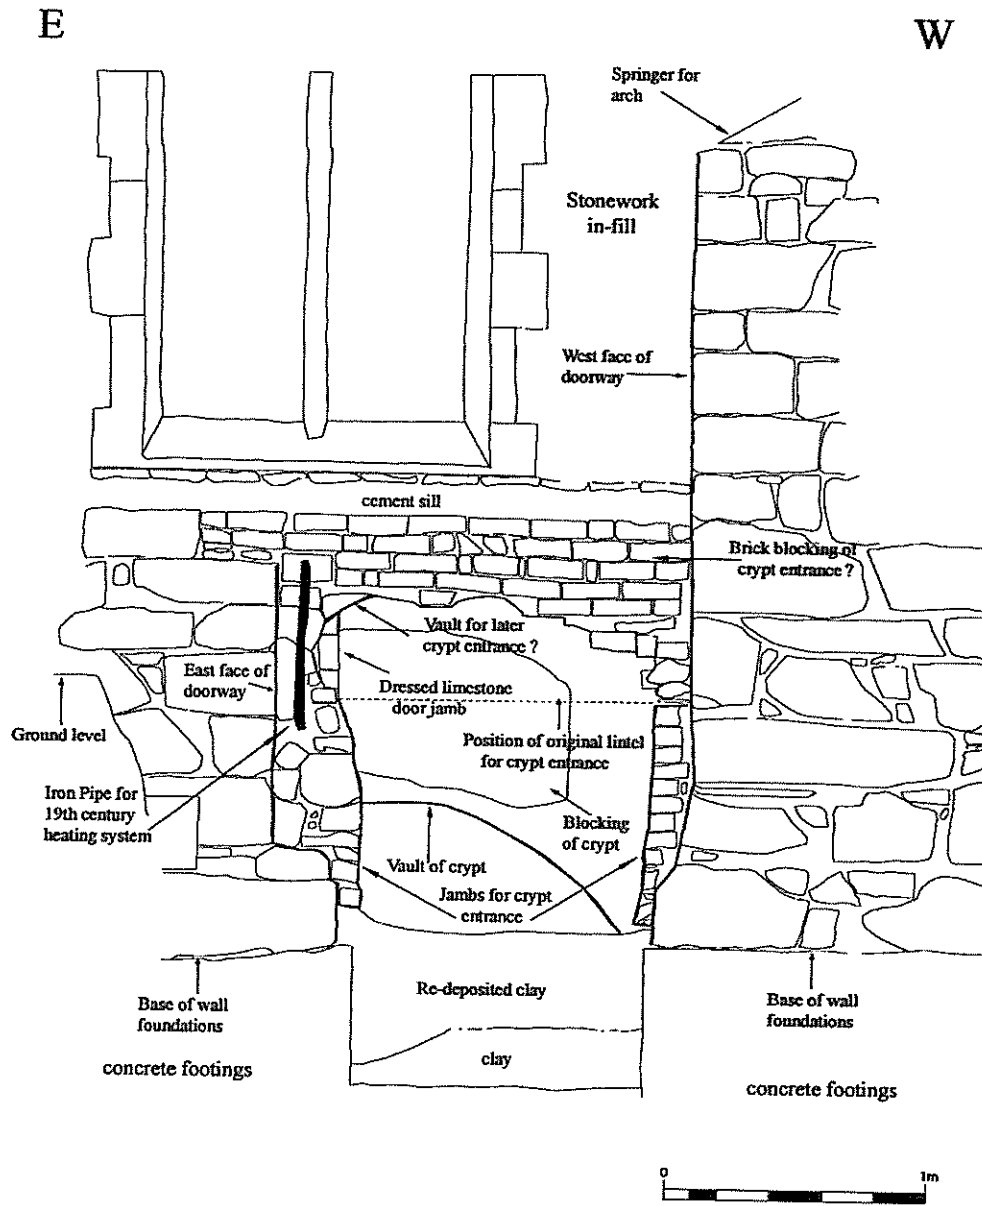 E
W
Springer for
arch
Stonework
in-fill
West face of
doorway
cement sill
Brick blocking of
crypt entrance ?
Vault for later
crypt entrance ?
East face of
doorway
Dressed limestone
door jamb
Ground level
Position of original lintel
for crypt entrance
Iron Pipe for
19th century
heating system
Blocking
of crypt
Vault of crypt
Jambs for crypt
entrance
Re-deposited clay
Base of wall
foundations
Base of wall
foundations
clay
concrete footings
concrete footings
0
1m